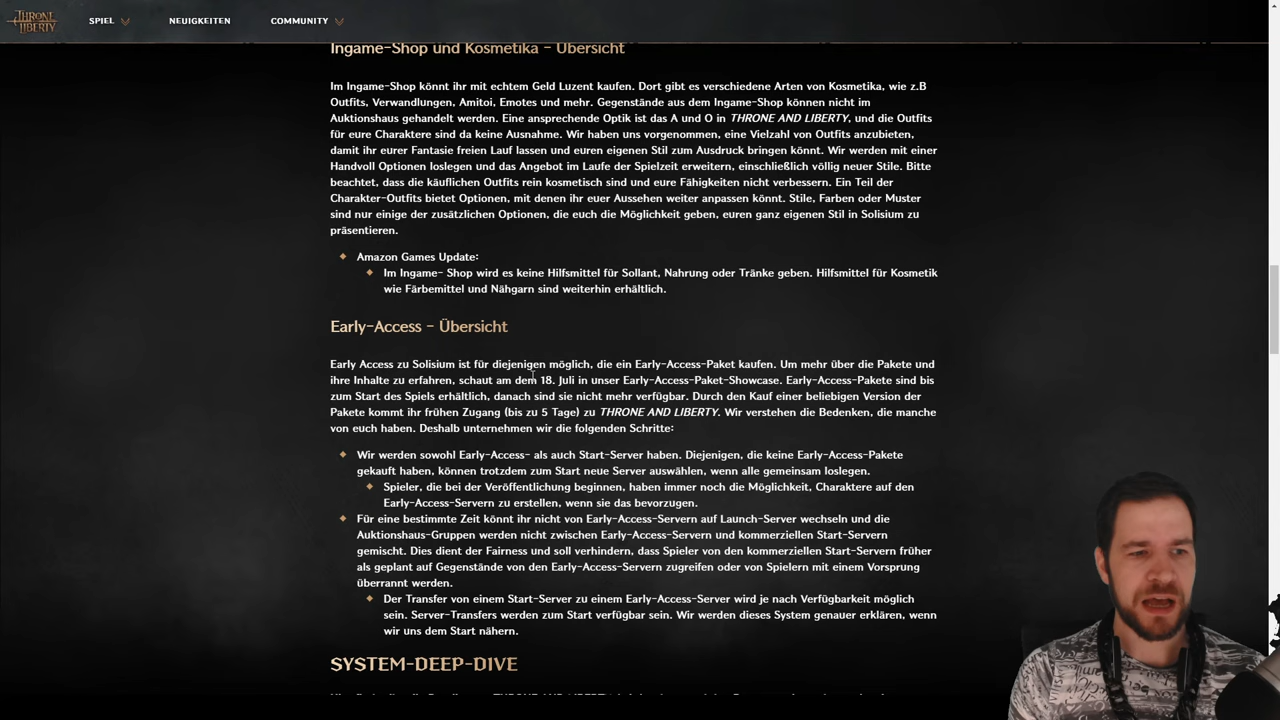 THRONE AND LIBERTY
SPIEL
NEUIGKEITEN
COMMUNITY
Ingame-Shop und Kosmetika - Übersicht
Im Ingame-Shop könnt ihr mit echtem Geld Luzent kaufen. Dort gibt es verschiedene Arten von Kosmetika, wie z.B
Outfits, Verwandlungen, Amitoi, Emotes und mehr. Gegenstände aus dem Ingame-Shop können nicht im
Auktionshaus gehandelt werden. Eine ansprechende Optik ist das A und O in THRONE AND LIBERTY, und die Outfits
für eure Charaktere sind da keine Ausnahme. Wir haben uns vorgenommen, eine Vielzahl von Outfits anzubieten,
damit ihr eurer Fantasie freien Lauf lassen und euren eigenen Stil zum Ausdruck bringen könnt. Wir werden mit einer
Handvoll Optionen loslegen und das Angebot im Laufe der Spielzeit erweitern, einschließlich völlig neuer Stile. Bitte
beachtet, dass die käuflichen Outfits rein kosmetisch sind und eure Fähigkeiten nicht verbessern. Ein Teil der
Charakter-Outfits bietet Optionen, mit denen ihr euer Aussehen weiter anpassen könnt. Stile, Farben oder Muster
sind nur einige der zusätzlichen Optionen, die euch die Möglichkeit geben, euren ganz eigenen Stil in Solisium zu
präsentieren.
Amazon Games Update:
Im Ingame- Shop wird es keine Hilfsmittel für Sollant, Nahrung oder Tränke geben. Hilfsmittel für Kosmetik
wie Färbemittel und Nähgarn sind weiterhin erhältlich.
Early-Access - Übersicht
Early Access zu Solisium ist für diejenigen möglich, die ein Early-Access-Paket kaufen. Um mehr über die Pakete und
ihre Inhalte zu erfahren, schaut am dem 18. Juli in unser Early-Access-Paket-Showcase. Early-Access-Pakete sind bis
zum Start des Spiels erhältlich, danach sind sie nicht mehr verfügbar. Durch den Kauf einer beliebigen Version der
Pakete kommt ihr frühen Zugang (bis zu 5 Tage) zu THRONE AND LIBERTY. Wir verstehen die Bedenken, die manche
von euch haben. Deshalb unternehmen wir die folgenden Schritte:
Wir werden sowohl Early-Access- als auch Start-Server haben. Diejenigen, die keine Early-Access-Pakete
gekauft haben, können trotzdem zum Start neue Server auswählen, wenn alle gemeinsam loslegen.
Spieler, die bei der Veröffentlichung beginnen, haben immer noch die Möglichkeit, Charaktere auf den
Early-Access-Servern zu erstellen, wenn sie das bevorzugen.
Für eine bestimmte Zeit könnt ihr nicht von Early-Access-Servern auf Launch-Server wechseln und die
Auktionshaus-Gruppen werden nicht zwischen Early-Access-Servern und kommerziellen Start-Servern
gemischt. Dies dient der Fairness und soll verhindern, dass Spieler von den kommerziellen Start-Servern früher
als geplant auf Gegenstände von den Early-Access-Servern zugreifen oder von Spielern mit einem Vorsprung
überrannt werden.
Der Transfer von einem Start-Server zu einem Early-Access-Server wird je nach Verfügbarkeit möglich
sein. Server-Transfers werden zum Start verfügbar sein. Wir werden dieses System genauer erklären, wenn
wir uns dem Start nähern.
SYSTEM-DEEP-DIVE